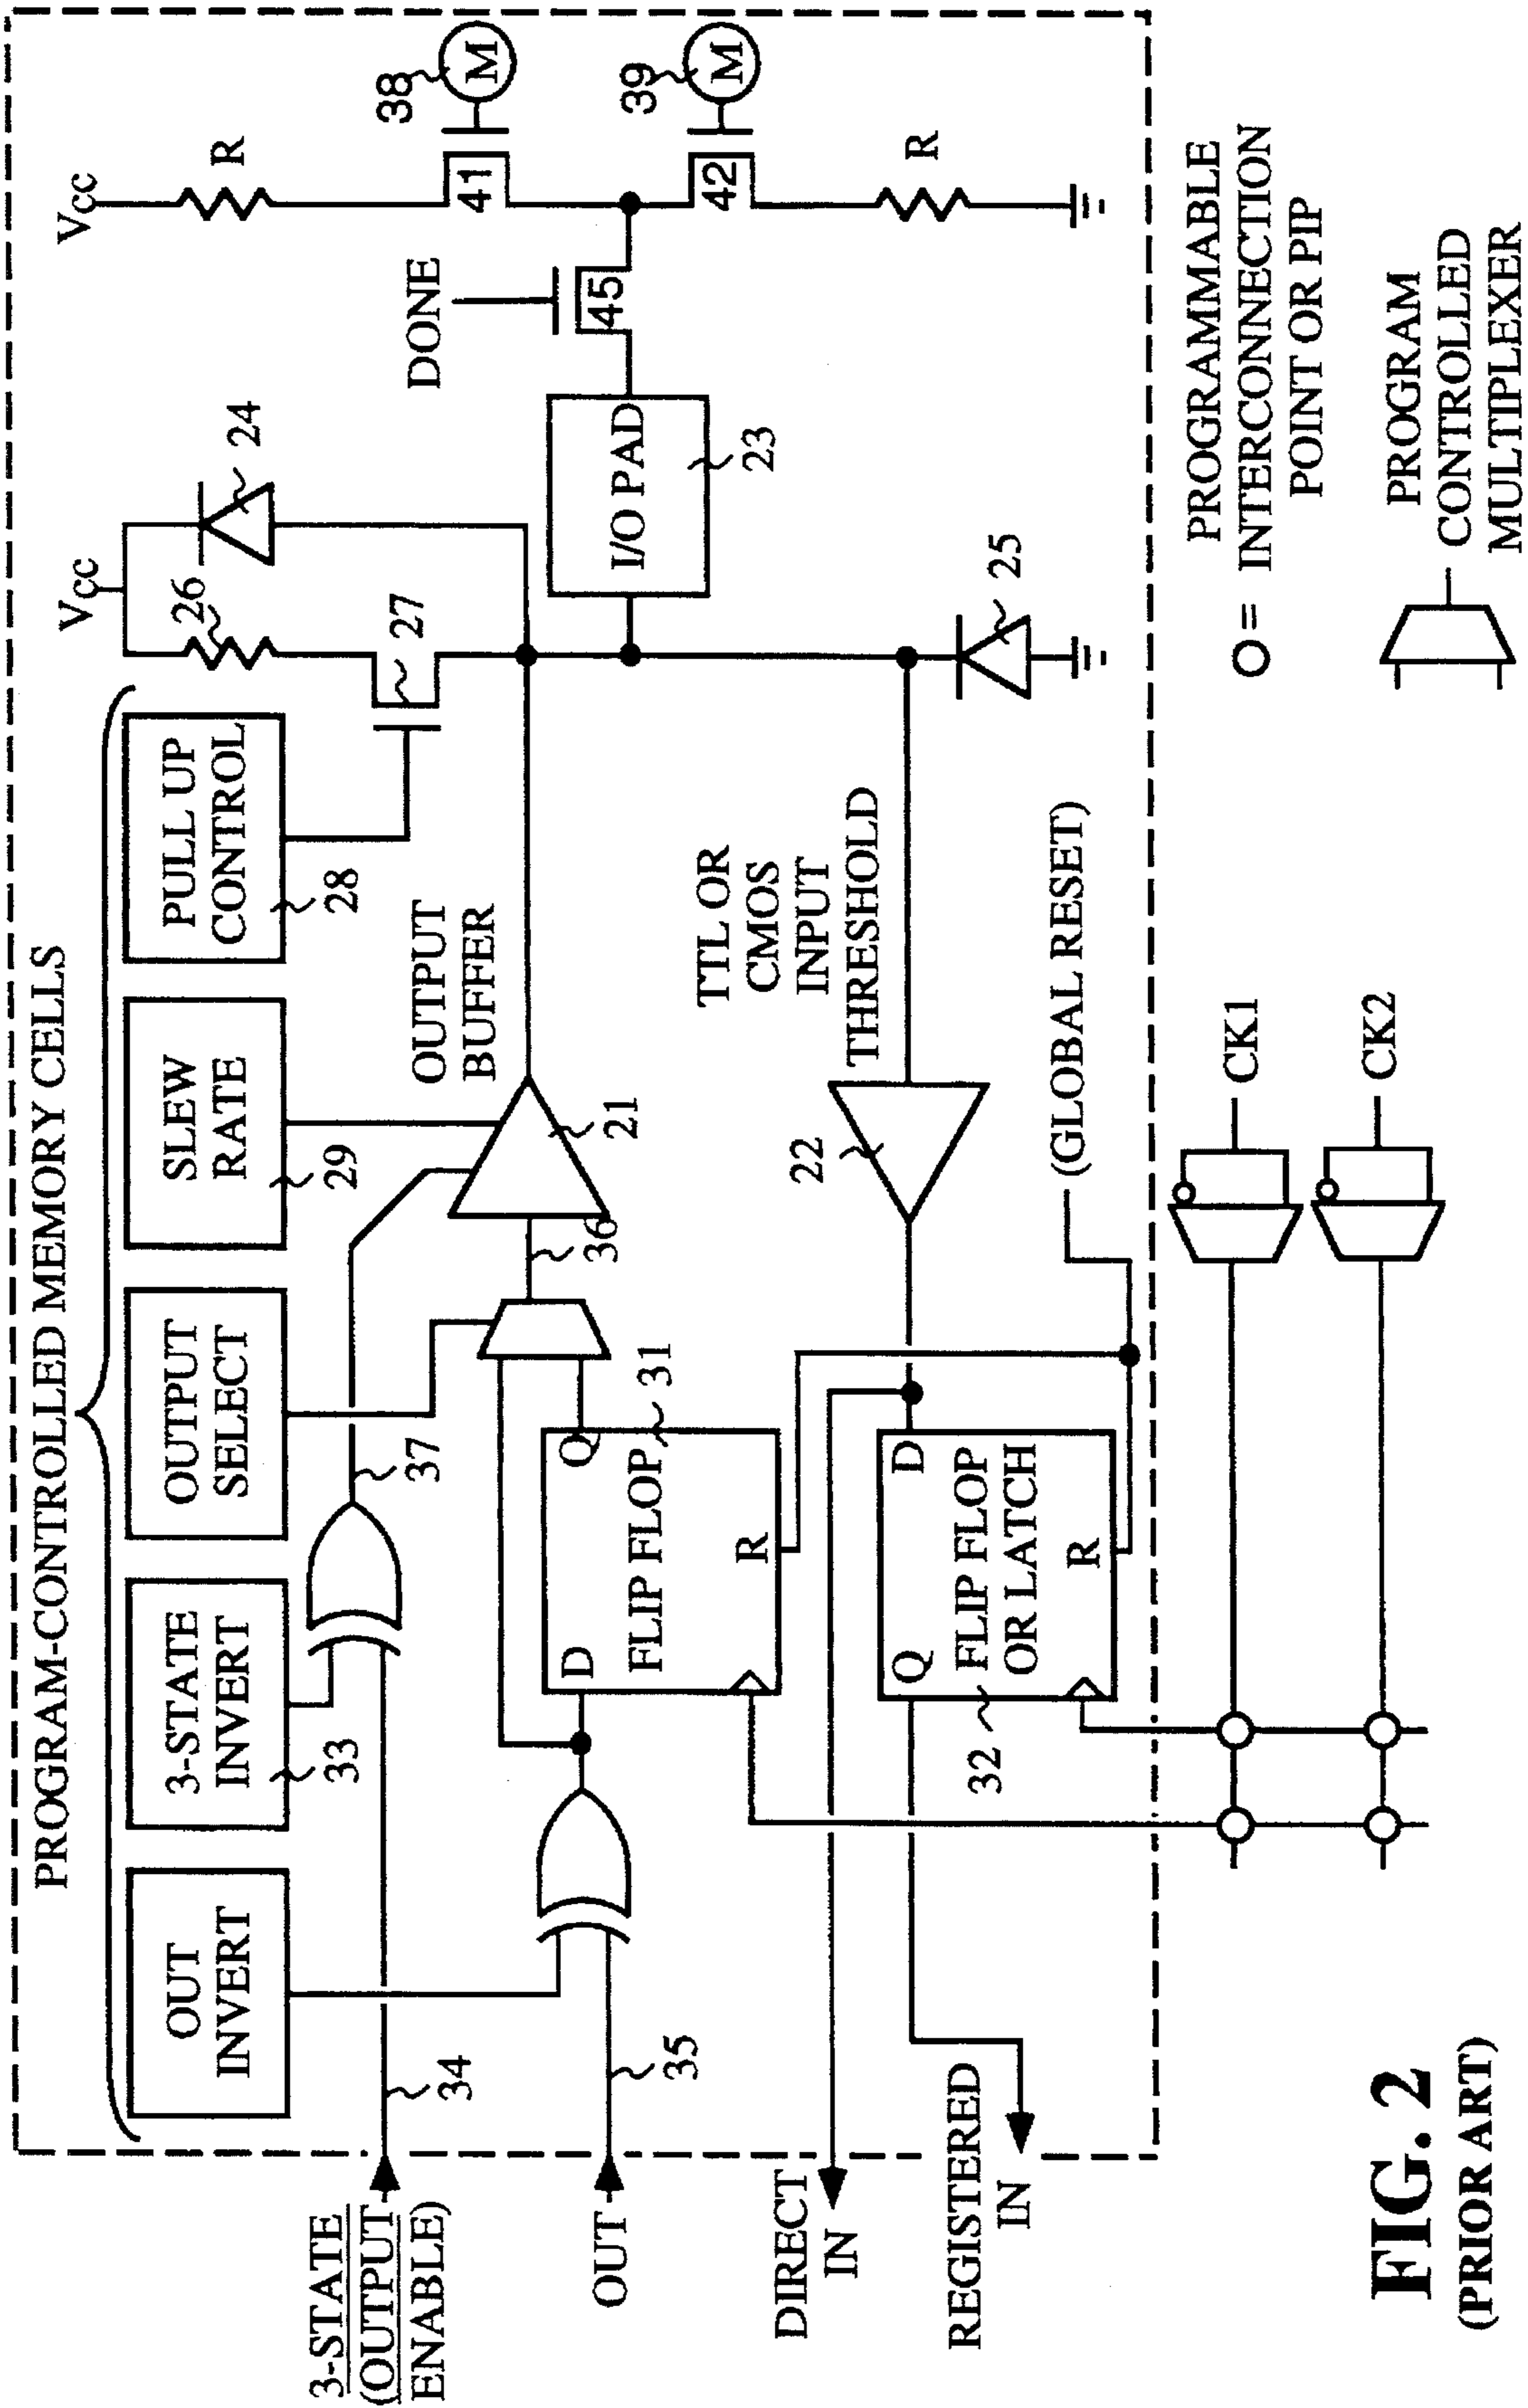 PROGRAM-CONTROLLED MEMORY CELLS
OUT
INVERT
3-STATE
INVERT
33
OUTPUT
SELECT
SLEW
RATE
29
PULL UP
CONTROL
28
VCC
26
27
24
VCC
R
38
M
41
39
M
42
R
DONE
45
I/O PAD
23
25
3-STATE
(OUTPUT
ENABLE)
34
37
OUTPUT
BUFFER
21
36
OUT
35
D
Q
FLIP FLOP
31
R
TTL OR
CMOS
INPUT
THRESHOLD
22
DIRECT
IN
REGISTERED
IN
Q
D
FLIP FLOP
OR LATCH
32
R
(GLOBAL RESET)
CK1
CK2
O = PROGRAMMABLE
INTERCONNECTION
POINT OR PIP
PROGRAM
CONTROLLED
MULTIPLEXER
FIG. 2
(PRIOR ART)